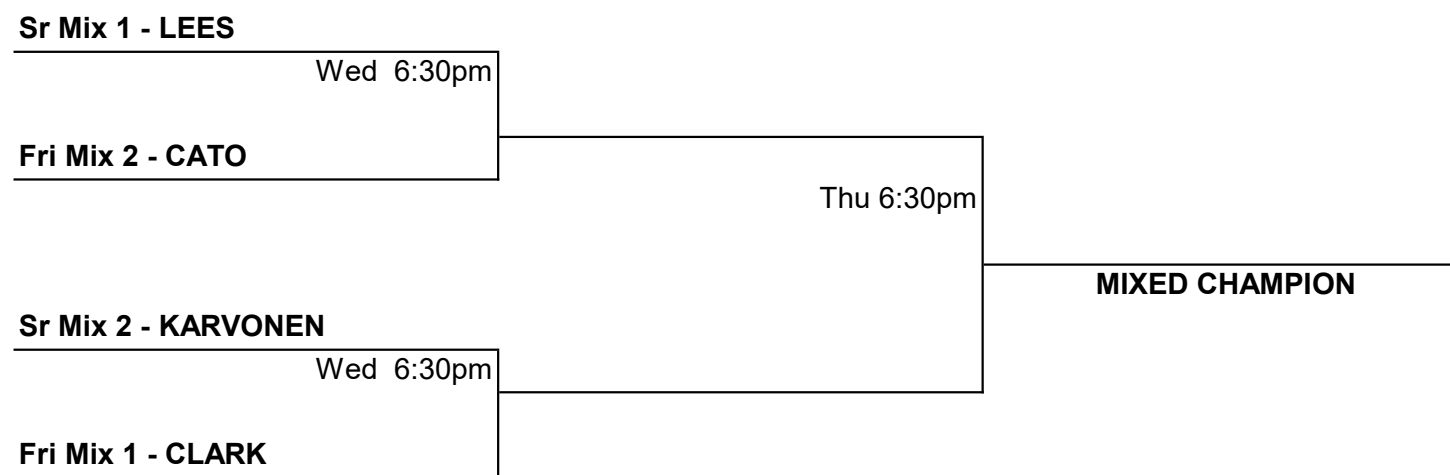 Sr Mix 1 - LEES
Wed  6:30pm
Fri Mix 2 - CATO
Thu 6:30pm
MIXED CHAMPION
Sr Mix 2 - KARVONEN
Wed  6:30pm
Fri Mix 1 - CLARK